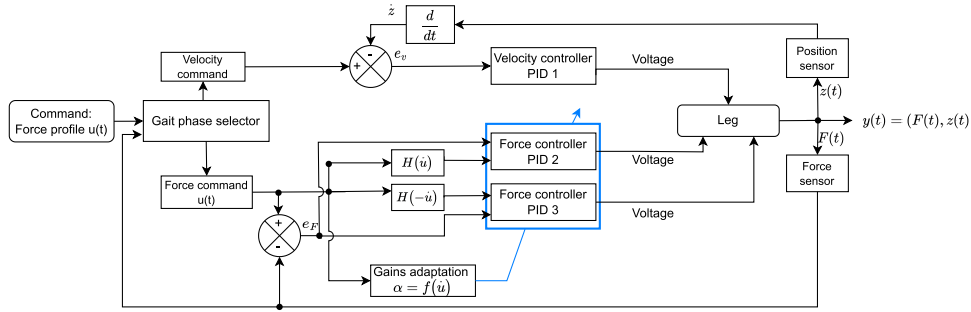 ż
d
dt
-
+
e_v
Velocity command
Velocity controller
PID 1
Voltage
Position
sensor
z(t)
Command:
Force profile u(t)
Gait phase selector
Leg
y(t) = (F(t), z(t)
F(t)
Force controller
PID 2
Voltage
H(u̇)
Force
sensor
Force command
u(t)
H(−u̇)
Force controller
PID 3
Voltage
+
-
e_F
Gains adaptation
α = f(u̇)